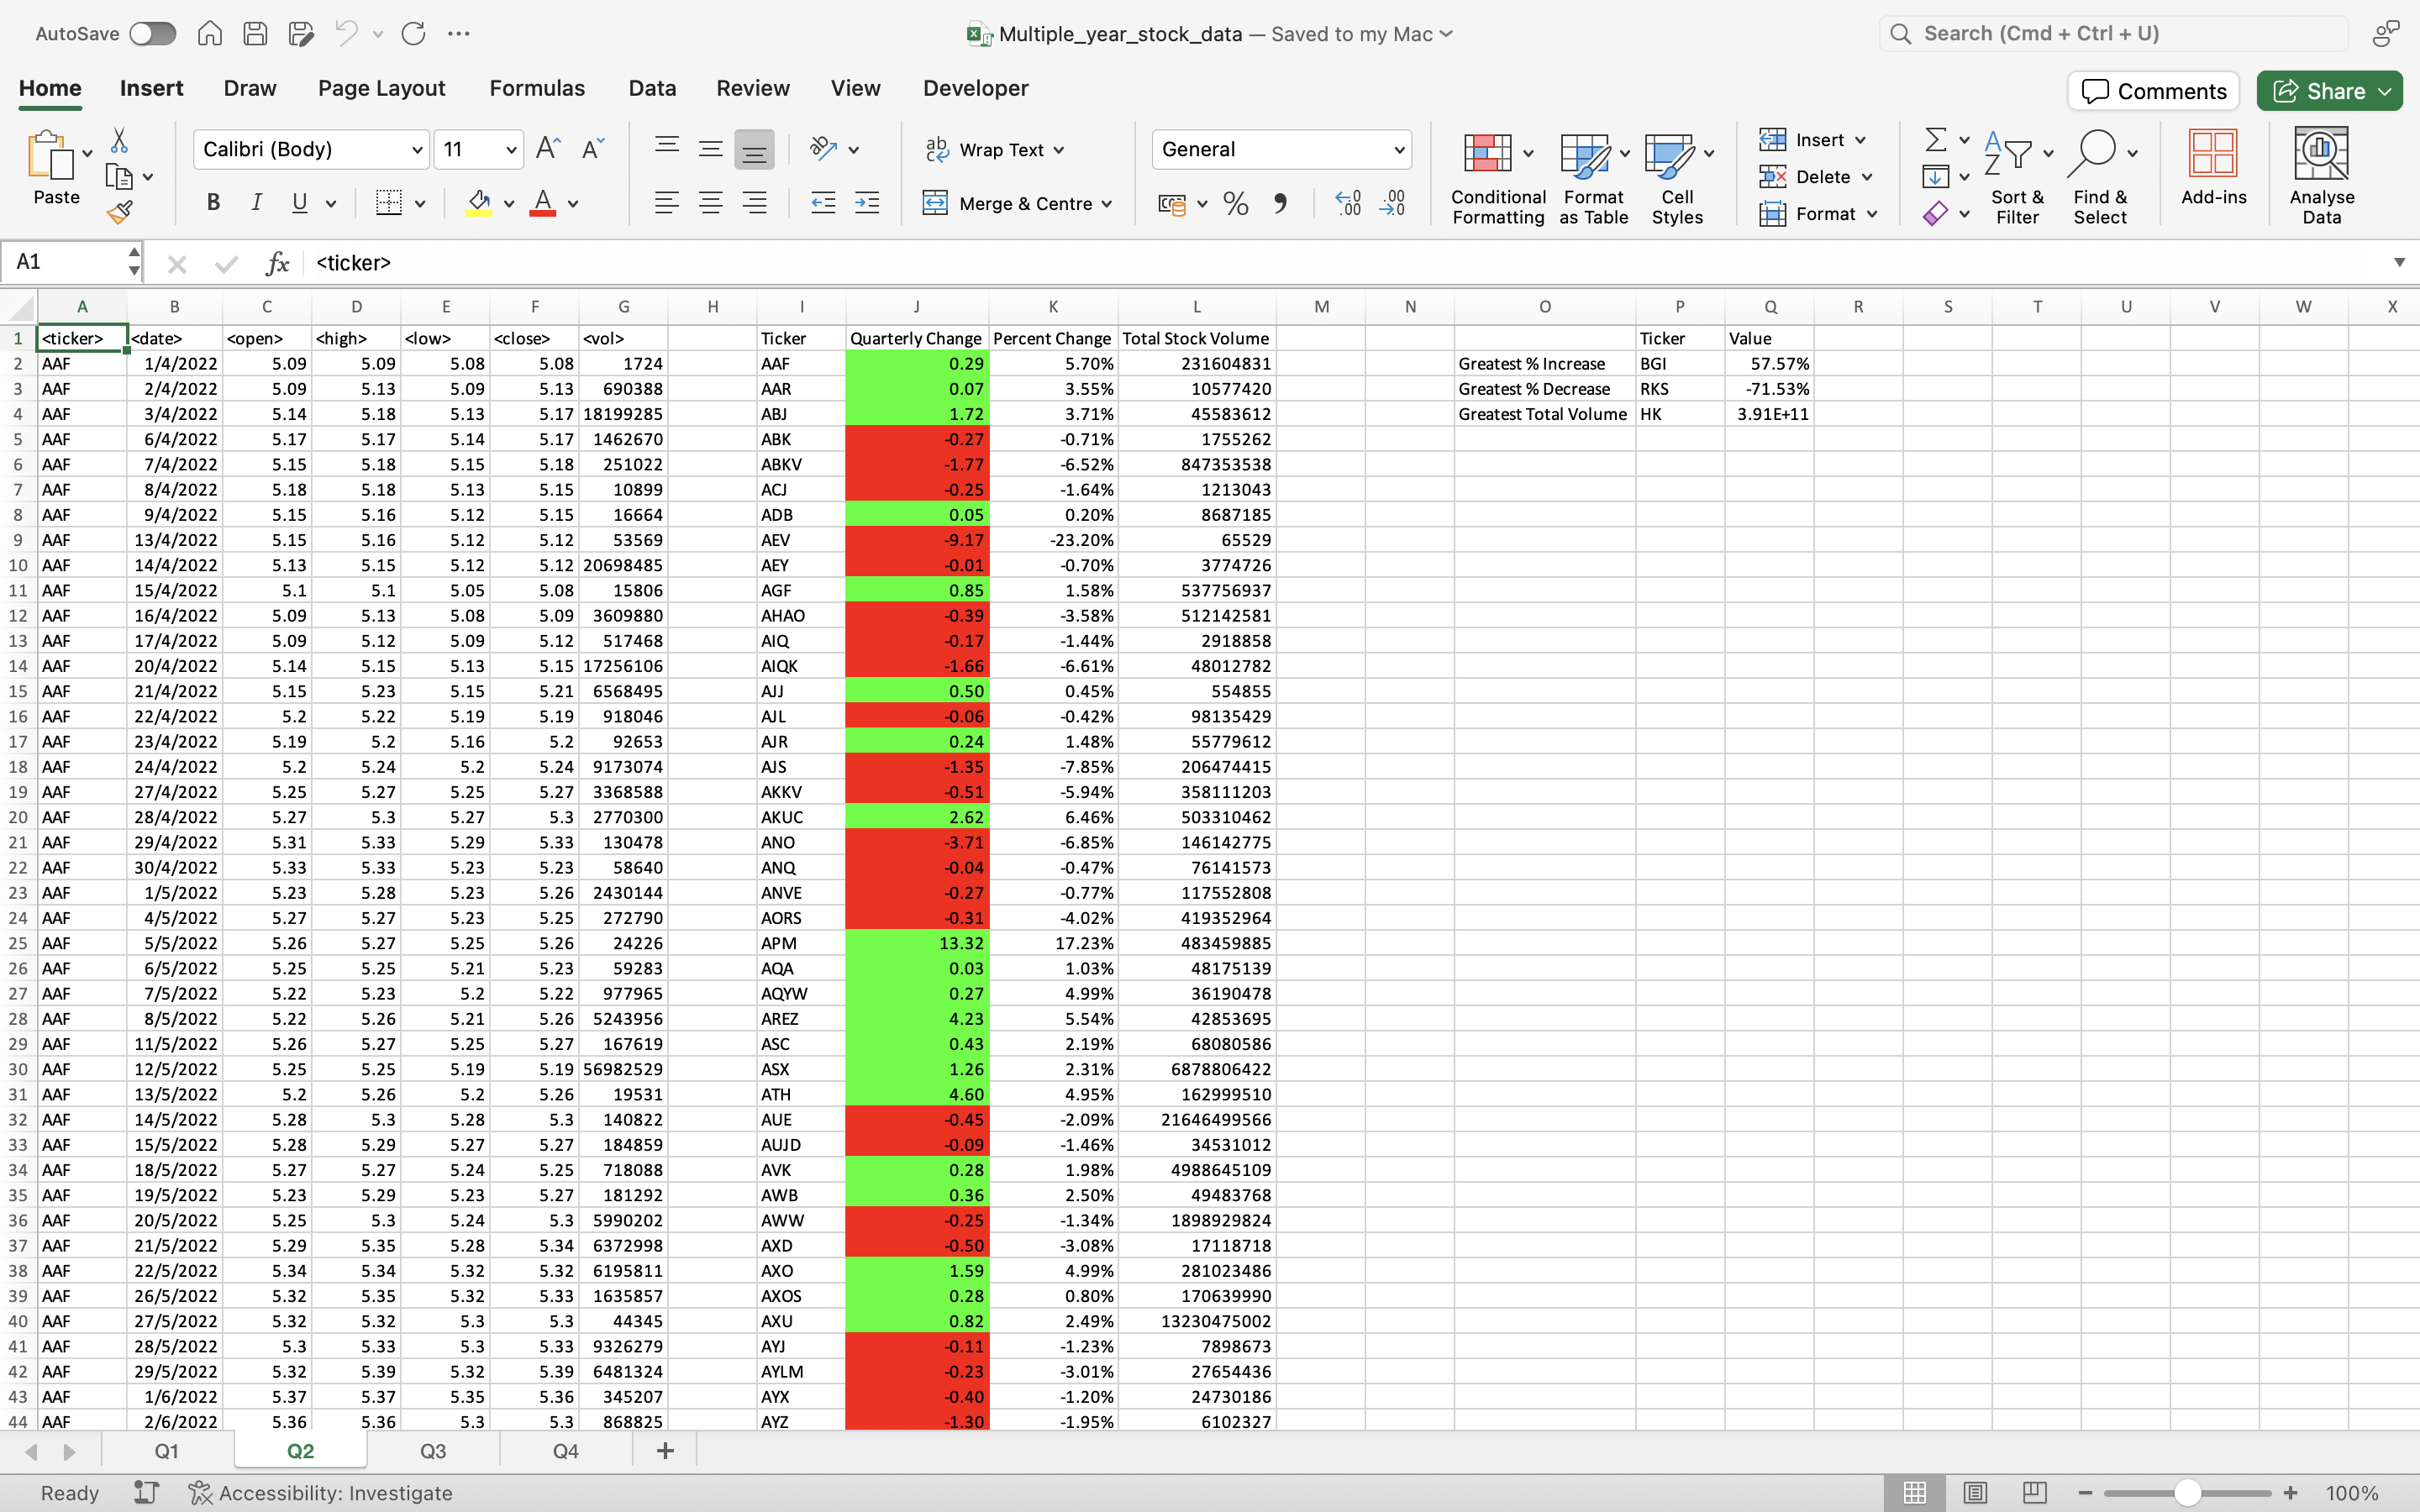 AutoSave Multiple_year_stock_data — Saved to my Mac Search (Cmd + Ctrl + U)
Home Insert Draw Page Layout Formulas Data Review View Developer Comments Share
Paste Calibri (Body) 11 B I U Wrap Text Merge & Centre General Conditional Formatting Format as Table Cell Styles Insert Delete Format Sort & Filter Find & Select Add-ins Analyse Data
A1 fx <ticker>
A B C D E F G H I J K L M N O P Q R S T U V W X
1 <ticker> <date> <open> <high> <low> <close> <vol> Ticker Quarterly Change Percent Change Total Stock Volume Ticker Value
2 AAF 1/4/2022 5.09 5.09 5.08 5.08 1724 AAF 0.29 5.70% 231604831 Greatest % Increase BGI 57.57%
3 AAF 2/4/2022 5.09 5.13 5.09 5.13 690388 AAR 0.07 3.55% 10577420 Greatest % Decrease RKS -71.53%
4 AAF 3/4/2022 5.14 5.18 5.13 5.17 18199285 ABJ 1.72 3.71% 45583612 Greatest Total Volume HK 3.91E+11
5 AAF 6/4/2022 5.17 5.17 5.14 5.17 1462670 ABK -0.27 -0.71% 1755262
6 AAF 7/4/2022 5.15 5.18 5.15 5.18 251022 ABKV -1.77 -6.52% 847353538
7 AAF 8/4/2022 5.18 5.18 5.13 5.15 10899 ACJ -0.25 -1.64% 1213043
8 AAF 9/4/2022 5.15 5.16 5.12 5.15 16664 ADB 0.05 0.20% 8687185
9 AAF 13/4/2022 5.15 5.16 5.12 5.12 53569 AEV -9.17 -23.20% 65529
10 AAF 14/4/2022 5.13 5.15 5.12 5.12 20698485 AEY -0.01 -0.70% 3774726
11 AAF 15/4/2022 5.1 5.1 5.05 5.08 15806 AGF 0.85 1.58% 537756937
12 AAF 16/4/2022 5.09 5.13 5.08 5.09 3609880 AHAO -0.39 -3.58% 512142581
13 AAF 17/4/2022 5.09 5.12 5.09 5.12 517468 AIQ -0.17 -1.44% 2918858
14 AAF 20/4/2022 5.14 5.15 5.13 5.15 17256106 AIQK -1.66 -6.61% 48012782
15 AAF 21/4/2022 5.15 5.23 5.15 5.21 6568495 AJJ 0.50 0.45% 554855
16 AAF 22/4/2022 5.2 5.22 5.19 5.19 918046 AJL -0.06 -0.42% 98135429
17 AAF 23/4/2022 5.19 5.2 5.16 5.2 92653 AJR 0.24 1.48% 55779612
18 AAF 24/4/2022 5.2 5.24 5.2 5.24 9173074 AJS -1.35 -7.85% 206474415
19 AAF 27/4/2022 5.25 5.27 5.25 5.27 3368588 AKKV -0.51 -5.94% 358111203
20 AAF 28/4/2022 5.27 5.3 5.27 5.3 2770300 AKUC 2.62 6.46% 503310462
21 AAF 29/4/2022 5.31 5.33 5.29 5.33 130478 ANO -3.71 -6.85% 146142775
22 AAF 30/4/2022 5.33 5.33 5.23 5.23 58640 ANQ -0.04 -0.47% 76141573
23 AAF 1/5/2022 5.23 5.28 5.23 5.26 2430144 ANVE -0.27 -0.77% 117552808
24 AAF 4/5/2022 5.27 5.27 5.23 5.25 272790 AORS -0.31 -4.02% 419352964
25 AAF 5/5/2022 5.26 5.27 5.25 5.26 24226 APM 13.32 17.23% 483459885
26 AAF 6/5/2022 5.25 5.25 5.21 5.23 59283 AQA 0.03 1.03% 48175139
27 AAF 7/5/2022 5.22 5.23 5.2 5.22 977965 AQYW 0.27 4.99% 36190478
28 AAF 8/5/2022 5.22 5.26 5.21 5.26 5243956 AREZ 4.23 5.54% 42853695
29 AAF 11/5/2022 5.26 5.27 5.25 5.27 167619 ASC 0.43 2.19% 68080586
30 AAF 12/5/2022 5.25 5.25 5.19 5.19 56982529 ASX 1.26 2.31% 6878806422
31 AAF 13/5/2022 5.2 5.26 5.2 5.26 19531 ATH 4.60 4.95% 162999510
32 AAF 14/5/2022 5.28 5.3 5.28 5.3 140822 AUE -0.45 -2.09% 21646499566
33 AAF 15/5/2022 5.28 5.29 5.27 5.27 184859 AUJD -0.09 -1.46% 34531012
34 AAF 18/5/2022 5.27 5.27 5.24 5.25 718088 AVK 0.28 1.98% 4988645109
35 AAF 19/5/2022 5.23 5.29 5.23 5.27 181292 AWB 0.36 2.50% 49483768
36 AAF 20/5/2022 5.25 5.3 5.24 5.3 5990202 AWW -0.25 -1.34% 1898929824
37 AAF 21/5/2022 5.29 5.35 5.28 5.34 6372998 AXD -0.50 -3.08% 17118718
38 AAF 22/5/2022 5.34 5.34 5.32 5.32 6195811 AXO 1.59 4.99% 281023486
39 AAF 26/5/2022 5.32 5.35 5.32 5.33 1635857 AXOS 0.28 0.80% 170639990
40 AAF 27/5/2022 5.32 5.32 5.3 5.3 44345 AXU 0.82 2.49% 13230475002
41 AAF 28/5/2022 5.3 5.33 5.3 5.33 9326279 AYJ -0.11 -1.23% 7898673
42 AAF 29/5/2022 5.32 5.39 5.32 5.39 6481324 AYLM -0.23 -3.01% 27654436
43 AAF 1/6/2022 5.37 5.37 5.35 5.36 345207 AYX -0.40 -1.20% 24730186
44 AAF 2/6/2022 5.36 5.36 5.3 5.3 868825 AYZ -1.30 -1.95% 6102327
Q1 Q2 Q3 Q4
Ready Accessibility: Investigate 100%